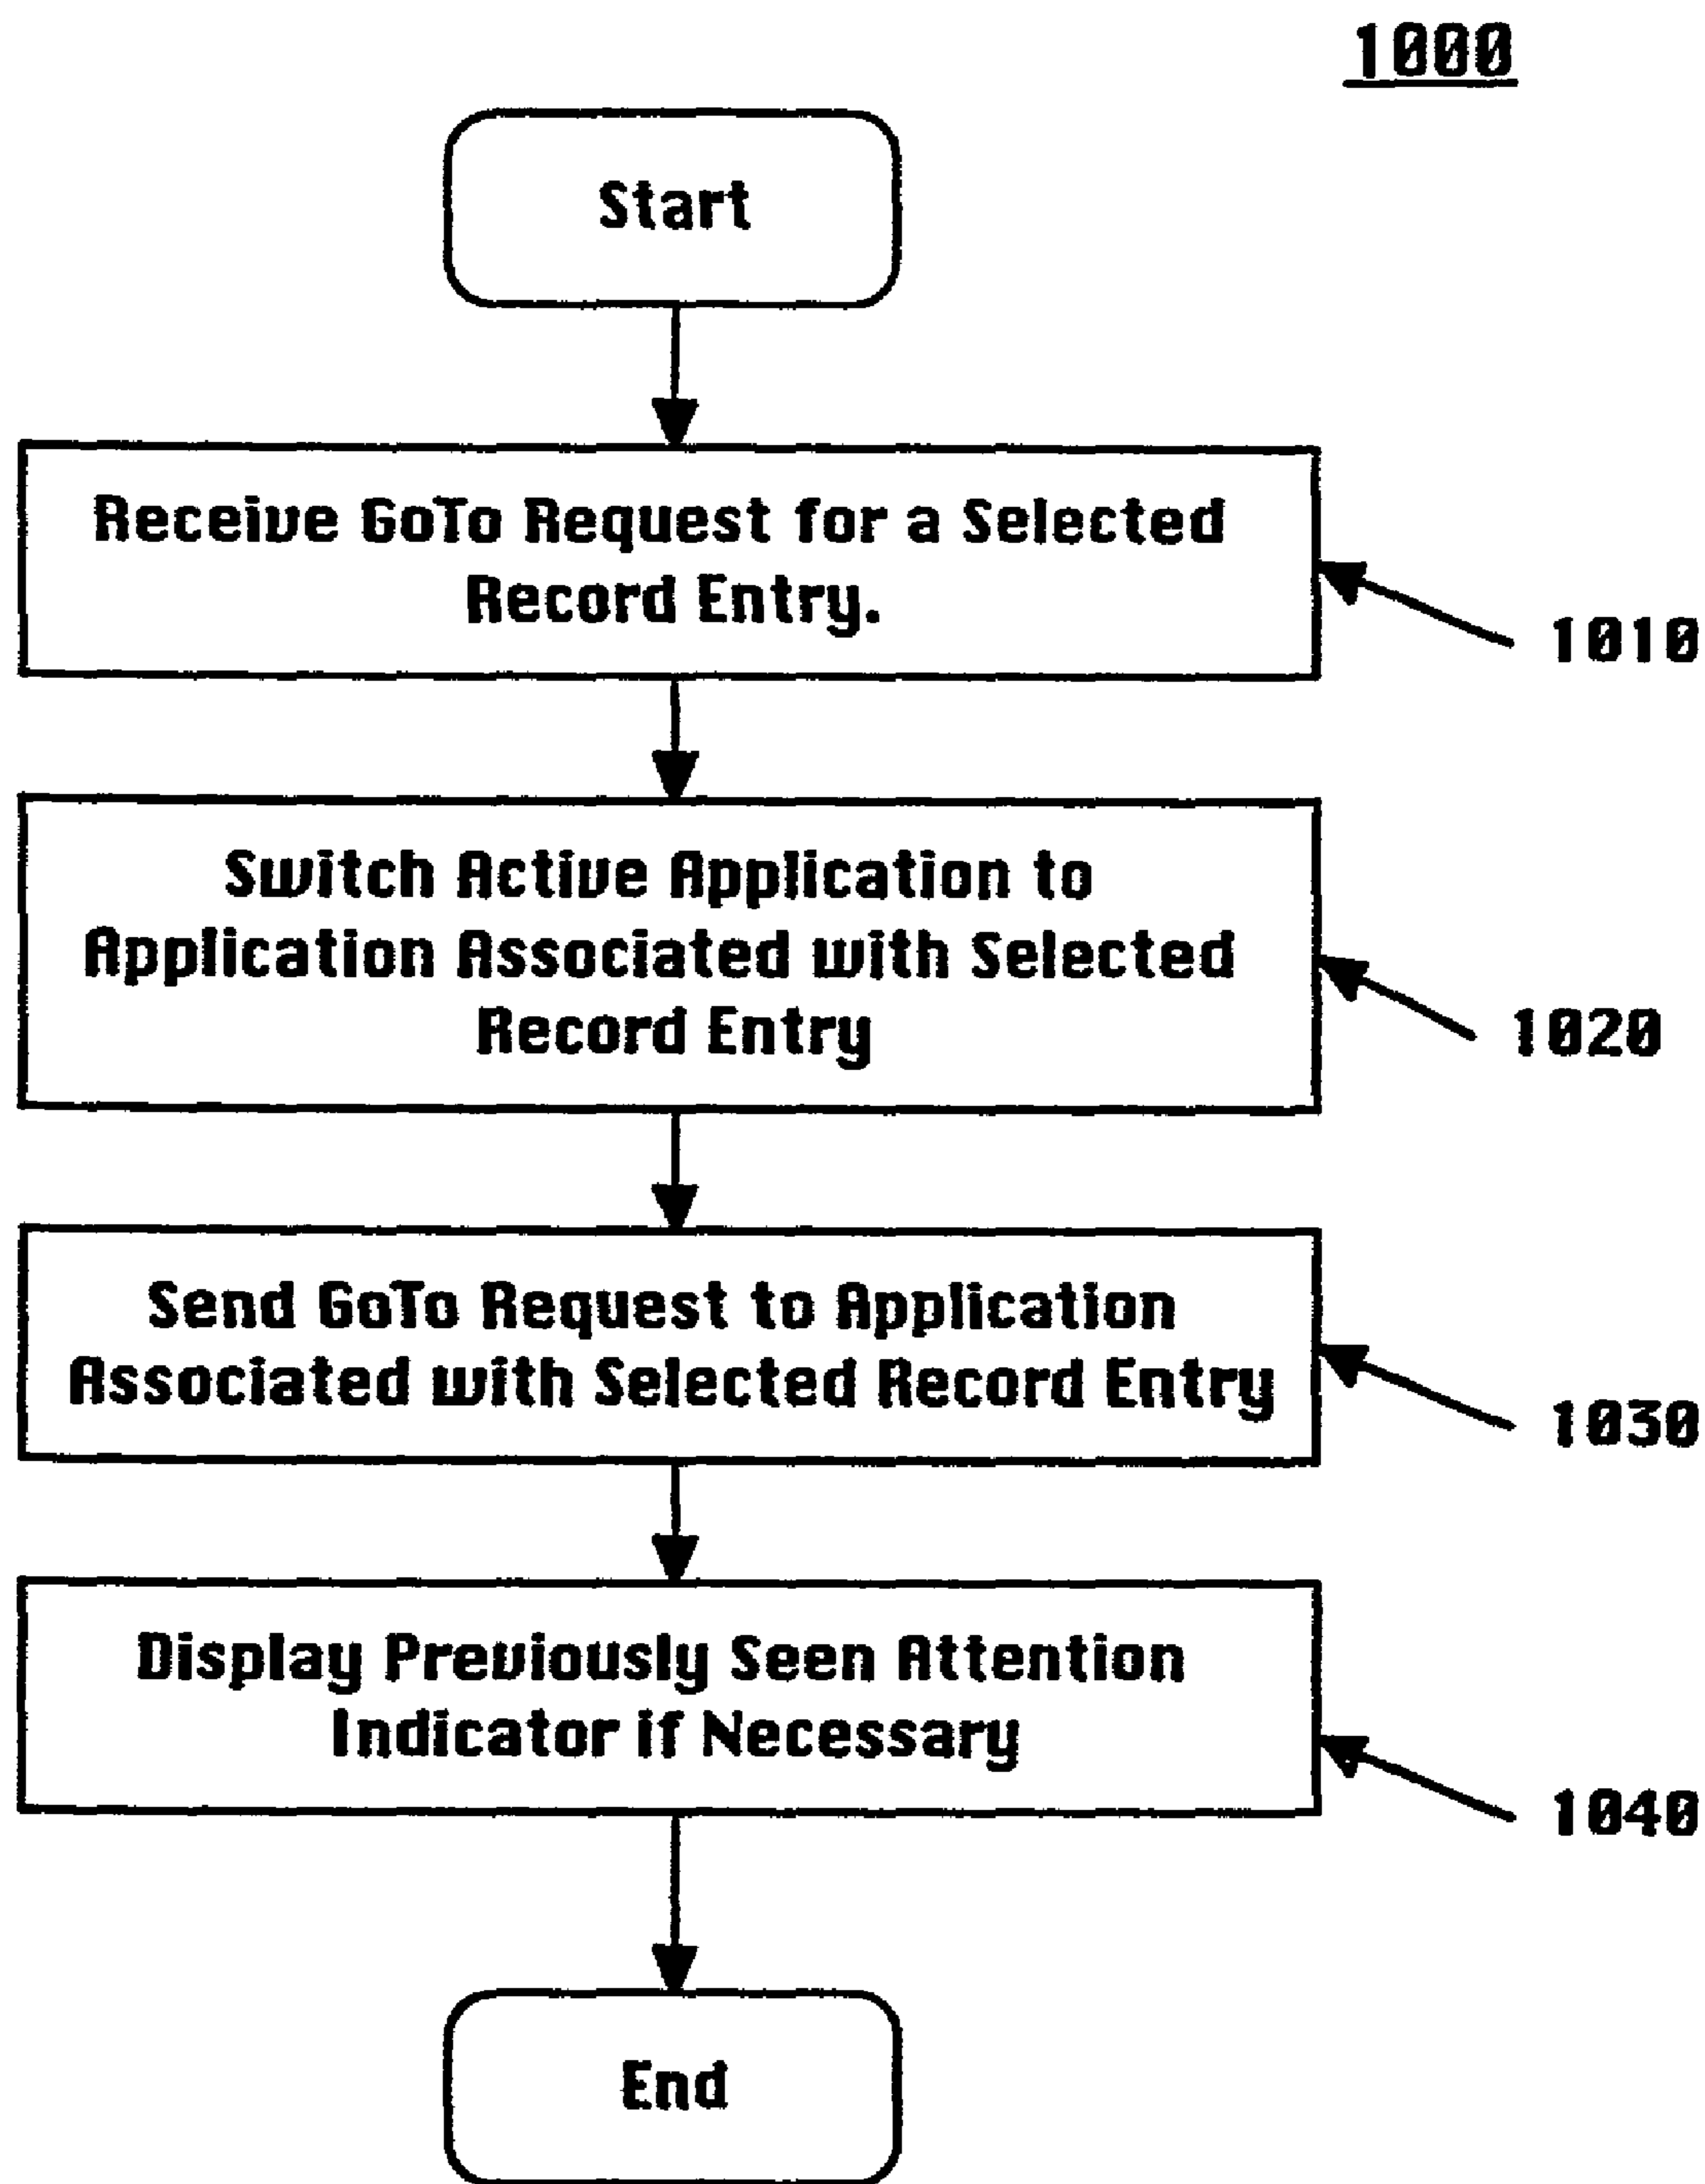 1000
Start
Receive GoTo Request for a Selected
Record Entry.
1010
Switch Active Application to
Application Associated with Selected
Record Entry
1020
Send GoTo Request to Application
Associated with Selected Record Entry
1030
Display Previously Seen Attention
Indicator if Necessary
1040
End